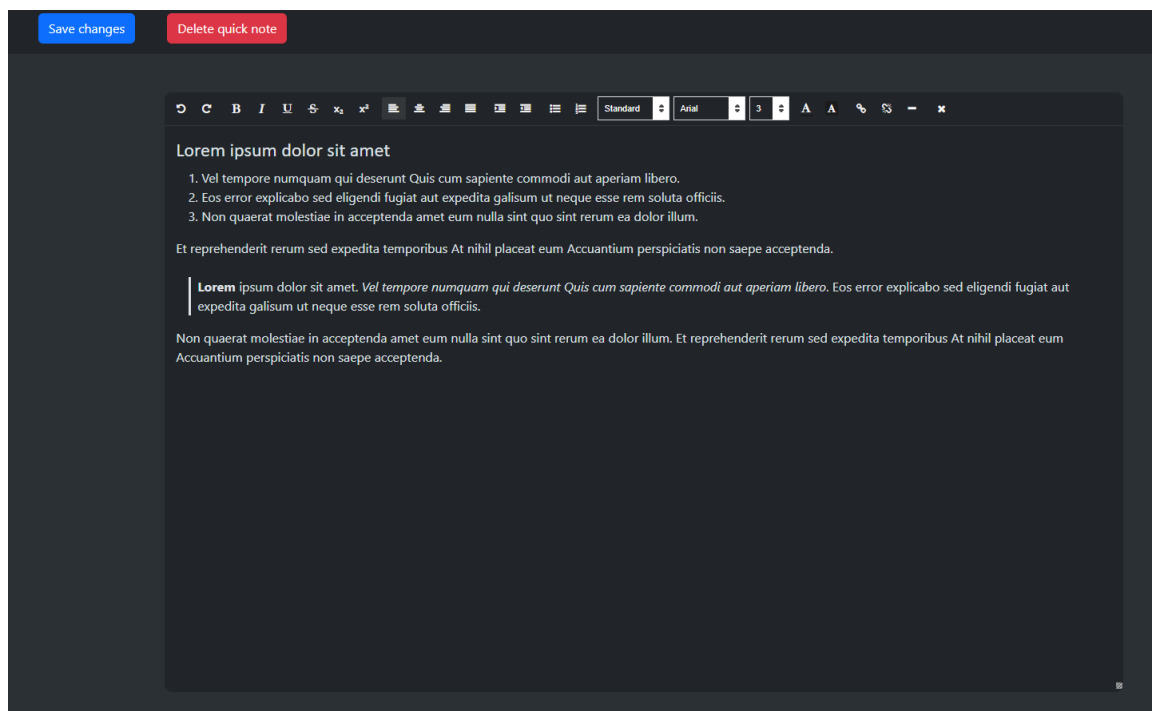 Save changes
Delete quick note
B I U S x₂ x² Standard Arial 3 A A
Lorem ipsum dolor sit amet
1. Vel tempore numquam qui deserunt Quis cum sapiente commodi aut aperiam libero.
2. Eos error explicabo sed eligendi fugiat aut expedita galisum ut neque esse rem soluta officiis.
3. Non quaerat molestiae in acceptenda amet eum nulla sint quo sint rerum ea dolor illum.
Et reprehenderit rerum sed expedita temporibus At nihil placeat eum Accuantium perspiciatis non saepe acceptenda.
Lorem ipsum dolor sit amet. Vel tempore numquam qui deserunt Quis cum sapiente commodi aut aperiam libero. Eos error explicabo sed eligendi fugiat aut
expedita galisum ut neque esse rem soluta officiis.
Non quaerat molestiae in acceptenda amet eum nulla sint quo sint rerum ea dolor illum. Et reprehenderit rerum sed expedita temporibus At nihil placeat eum
Accuantium perspiciatis non saepe acceptenda.